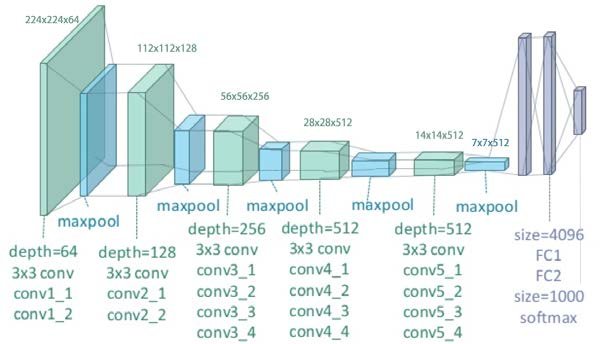 224x224x64
112x112x128
56x56x256
28x28x512
14x14x512
7x7x512
maxpool
maxpool
maxpool
maxpool
maxpool
depth=64
3x3 conv
conv1_1
conv1_2
depth=128
3x3 conv
conv2_1
conv2_2
depth=256
3x3 conv
conv3_1
conv3_2
conv3_3
conv3_4
depth=512
3x3 conv
conv4_1
conv4_2
conv4_3
conv4_4
depth=512
3x3 conv
conv5_1
conv5_2
conv5_3
conv5_4
size=4096
FC1
FC2
size=1000
softmax